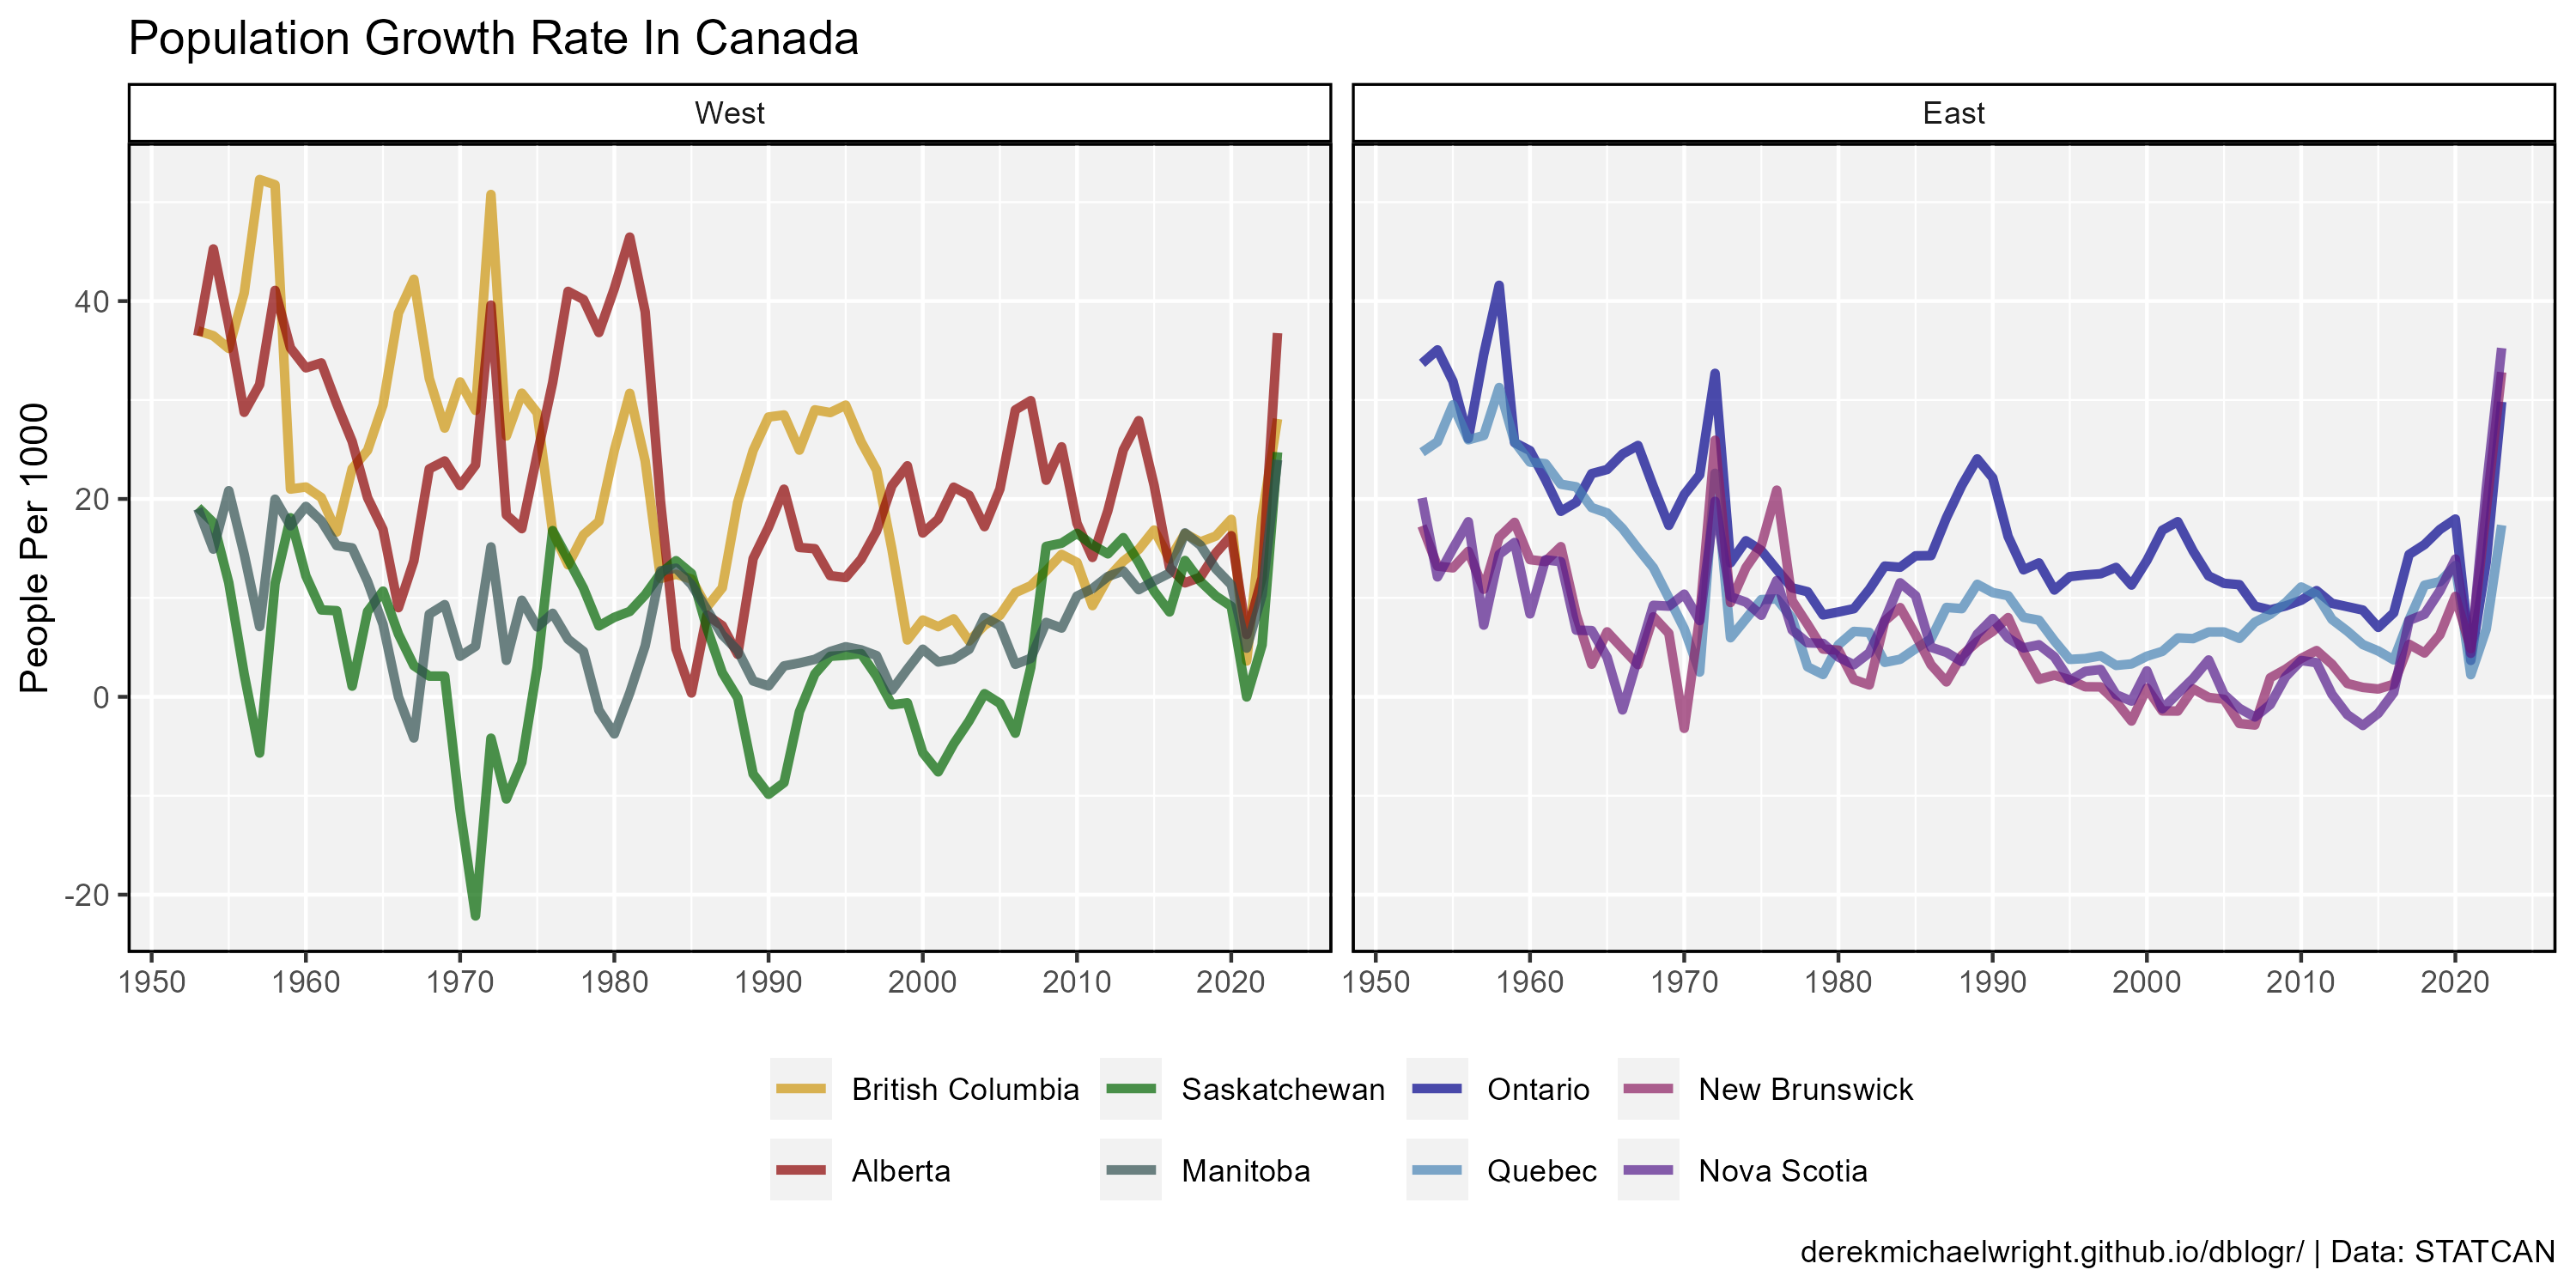 Population Growth Rate In Canada
West East
People Per 1000
40
20
0
-20
1950 1960 1970 1980 1990 2000 2010 2020 1950 1960 1970 1980 1990 2000 2010 2020
British Columbia Saskatchewan Ontario New Brunswick
Alberta Manitoba Quebec Nova Scotia
derekmichaelwright.github.io/dblogr/ | Data: STATCAN